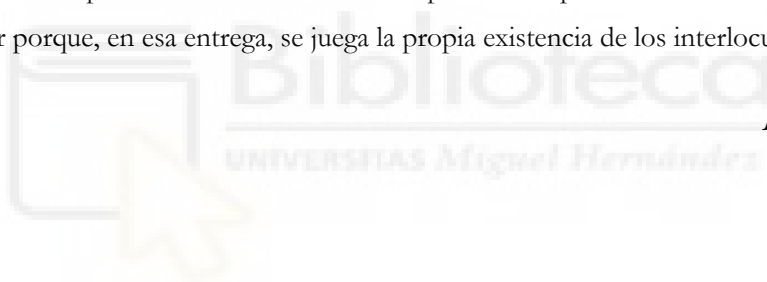 r porque, en esa entrega, se juega la propia existencia de los interlocu
Biblioteca
UNIVERSITAS Miguel Hernández